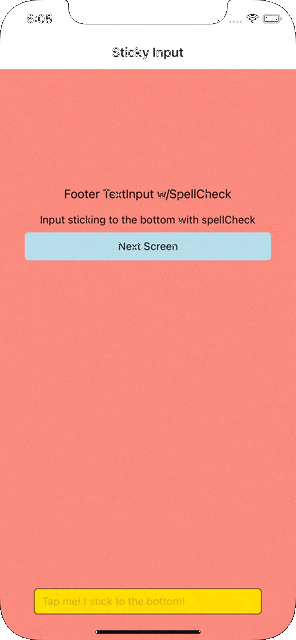 6:05
Sticky Input
Footer TextInput w/SpellCheck
Input sticking to the bottom with spellCheck
Next Screen
Tap me! I stick to the bottom!